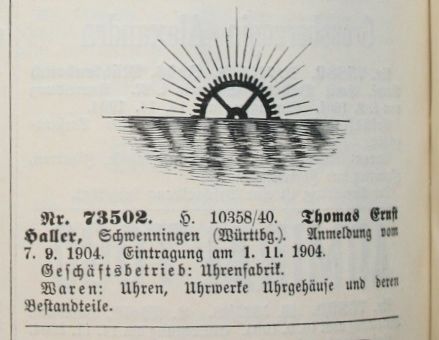 Nr. 73502. H. 10358/40. Thomas Ernst
Haller, Schwenningen (Württbg.). Anmeldung vom
7. 9. 1904. Eintragung am 1. 11. 1904.
Geschäftsbetrieb: Uhrenfabrik.
Waren: Uhren, Uhrwerke Uhrgehäuse und deren
Bestandteile.